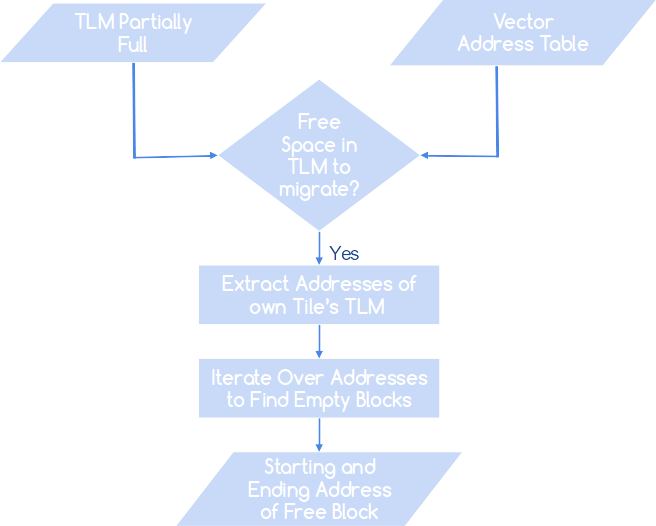 TLM Partially
Full
Vector
Address Table
Free
Space in
TLM to
migrate?
Yes
Extract Addresses of
own Tile's TLM
Iterate Over Addresses
to Find Empty Blocks
Starting and
Ending Address
of Free Block